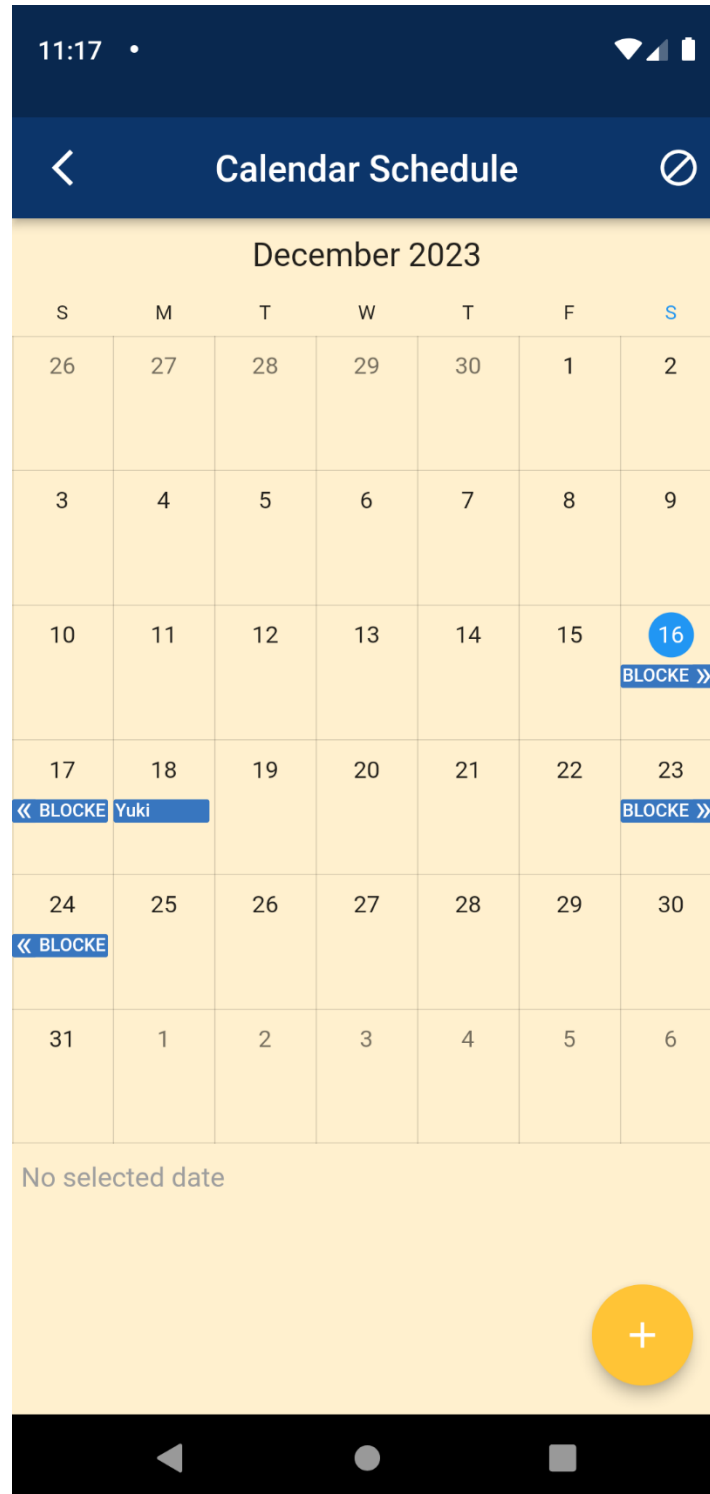 11:17
Calendar Schedule
December 2023
S M T W T F S
26 27 28 29 30 1 2
3 4 5 6 7 8 9
10 11 12 13 14 15 16
BLOCKE
17 18 19 20 21 22 23
BLOCKE Yuki BLOCKE
24 25 26 27 28 29 30
BLOCKE
31 1 2 3 4 5 6
No selected date